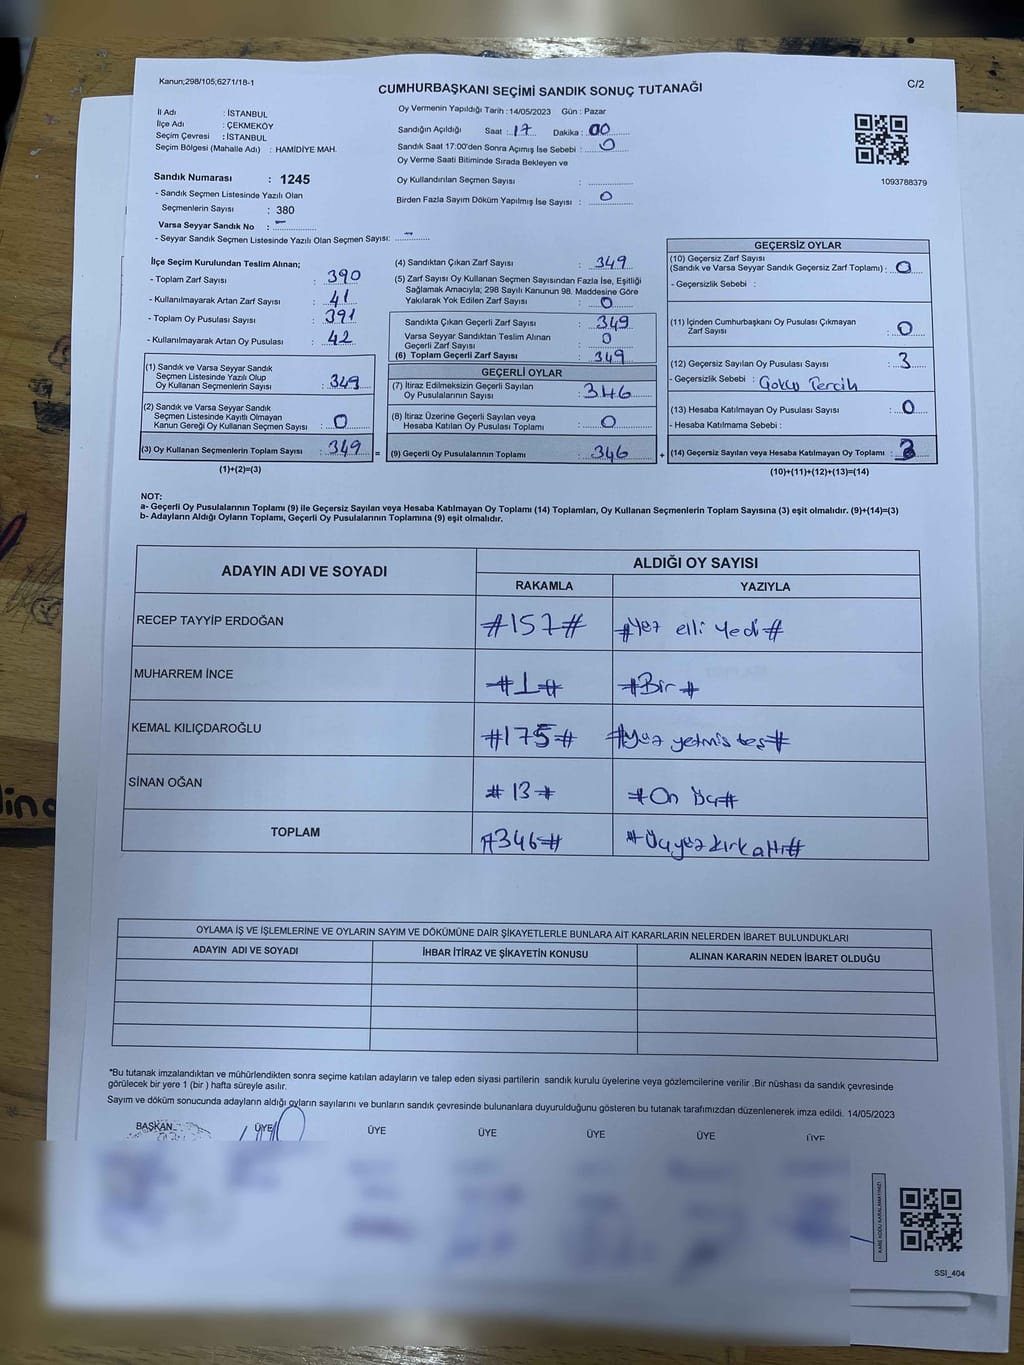 Kanun;298/105;6271/18-1
CUMHURBAŞKANI SEÇİMİ SANDIK SONUÇ TUTANAĞI
C/2
İl Adı : İSTANBUL
İlçe Adı : ÇEKMEKÖY
Seçim Çevresi : İSTANBUL
Seçim Bölgesi (Mahalle Adı) : HAMİDİYE MAH.
Oy Vermenin Yapıldığı Tarih : 14/05/2023 Gün : Pazar
Sandığın Açıldığı Saat : 17 Dakika : 00
Sandık Saat 17:00'den Sonra Açımış İse Sebebi : 0
Oy Verme Saati Bitiminde Sırada Bekleyen ve
Oy Kullandırılan Seçmen Sayısı :
Birden Fazla Sayım Döküm Yapılmış İse Sayısı : 0
1093788379
Sandık Numarası : 1245
- Sandık Seçmen Listesinde Yazılı Olan
Seçmenlerin Sayısı : 380
Varsa Seyyar Sandık No : -
- Seyyar Sandık Seçmen Listesinde Yazılı Olan Seçmen Sayısı: -
İlçe Seçim Kurulundan Teslim Alınan;
- Toplam Zarf Sayısı : 390
- Kullanılmayarak Artan Zarf Sayısı : 41
- Toplam Oy Pusulası Sayısı : 391
- Kullanılmayarak Artan Oy Pusulası : 42
(1) Sandık ve Varsa Seyyar Sandık
Seçmen Listesinde Yazılı Olup
Oy Kullanan Seçmenlerin Sayısı : 349
(2) Sandık ve Varsa Seyyar Sandık
Seçmen Listesinde Kayıtlı Olmayan
Kanun Gereği Oy Kullanan Seçmen Sayısı : 0
(3) Oy Kullanan Seçmenlerin Toplam Sayısı : 349 =
(1)+(2)=(3)
(4) Sandıktan Çıkan Zarf Sayısı : 349
(5) Zarf Sayısı Oy Kullanan Seçmen Sayısından Fazla İse, Eşitliği
Sağlamak Amacıyla; 298 Sayılı Kanunun 98. Maddesine Göre
Yakılarak Yok Edilen Zarf Sayısı : 0
Sandıkta Çıkan Geçerli Zarf Sayısı : 349
Varsa Seyyar Sandıktan Teslim Alınan
Geçerli Zarf Sayısı : 0
(6) Toplam Geçerli Zarf Sayısı : 349
GEÇERLİ OYLAR
(7) İtiraz Edilmeksizin Geçerli Sayılan
Oy Pusulalarının Sayısı : 346
(8) İtiraz Üzerine Geçerli Sayılan veya
Hesaba Katılan Oy Pusulası Toplamı : 0
(9) Geçerli Oy Pusulalarının Toplamı : 346 +
GEÇERSİZ OYLAR
(10) Geçersiz Zarf Sayısı
(Sandık ve Varsa Seyyar Sandık Geçersiz Zarf Toplamı) : 0
- Geçersizlik Sebebi :
(11) İçinden Cumhurbaşkanı Oy Pusulası Çıkmayan
Zarf Sayısı : 0
(12) Geçersiz Sayılan Oy Pusulası Sayısı : 3
- Geçersizlik Sebebi : Çoklu Tercih
(13) Hesaba Katılmayan Oy Pusulası Sayısı : 0
- Hesaba Katılmama Sebebi :
(14) Geçersiz Sayılan veya Hesaba Katılmayan Oy Toplamı : 3
(10)+(11)+(12)+(13)=(14)
NOT:
a- Geçerli Oy Pusulalarının Toplamı (9) ile Geçersiz Sayılan veya Hesaba Katılmayan Oy Toplamı (14) Toplamları, Oy Kullanan Seçmenlerin Toplam Sayısına (3) eşit olmalıdır. (9)+(14)=(3)
b- Adayların Aldığı Oyların Toplamı, Geçerli Oy Pusulalarının Toplamına (9) eşit olmalıdır.
ADAYIN ADI VE SOYADI
ALDIĞI OY SAYISI
RAKAMLA YAZIYLA
RECEP TAYYİP ERDOĞAN #157# #Yüz elli Yedi#
MUHARREM İNCE #1# #Bir#
KEMAL KILIÇDAROĞLU #175# #Yüz yetmiş beş#
SİNAN OĞAN #13# #On üç#
TOPLAM #346# #Üçyüzkırkaltı#
OYLAMA İŞ VE İŞLEMLERİNE VE OYLARIN SAYIM VE DÖKÜMÜNE DAİR ŞİKAYETLERLE BUNLARA AİT KARARLARIN NELERDEN İBARET BULUNDUKLARI
ADAYIN ADI VE SOYADI İHBAR İTİRAZ VE ŞİKAYETİN KONUSU ALINAN KARARIN NEDEN İBARET OLDUĞU
"Bu tutanak imzalandıktan ve mühürlendikten sonra seçime katılan adayların ve talep eden siyasi partilerin sandık kurulu üyelerine veya gözlemcilerine verilir .Bir nüshası da sandık çevresinde
görülecek bir yere 1 (bir ) hafta süreyle asılır.
Sayım ve döküm sonucunda adayların aldığı oyların sayılarını ve bunların sandık çevresinde bulunanlara duyurulduğunu gösteren bu tutanak tarafımızdan düzenlenerek imza edildi. 14/05/2023
BAŞKAN ÜYE ÜYE ÜYE ÜYE ÜYE ÜYE
KARE KODU KARALAMAYINIZ!
SSI_404